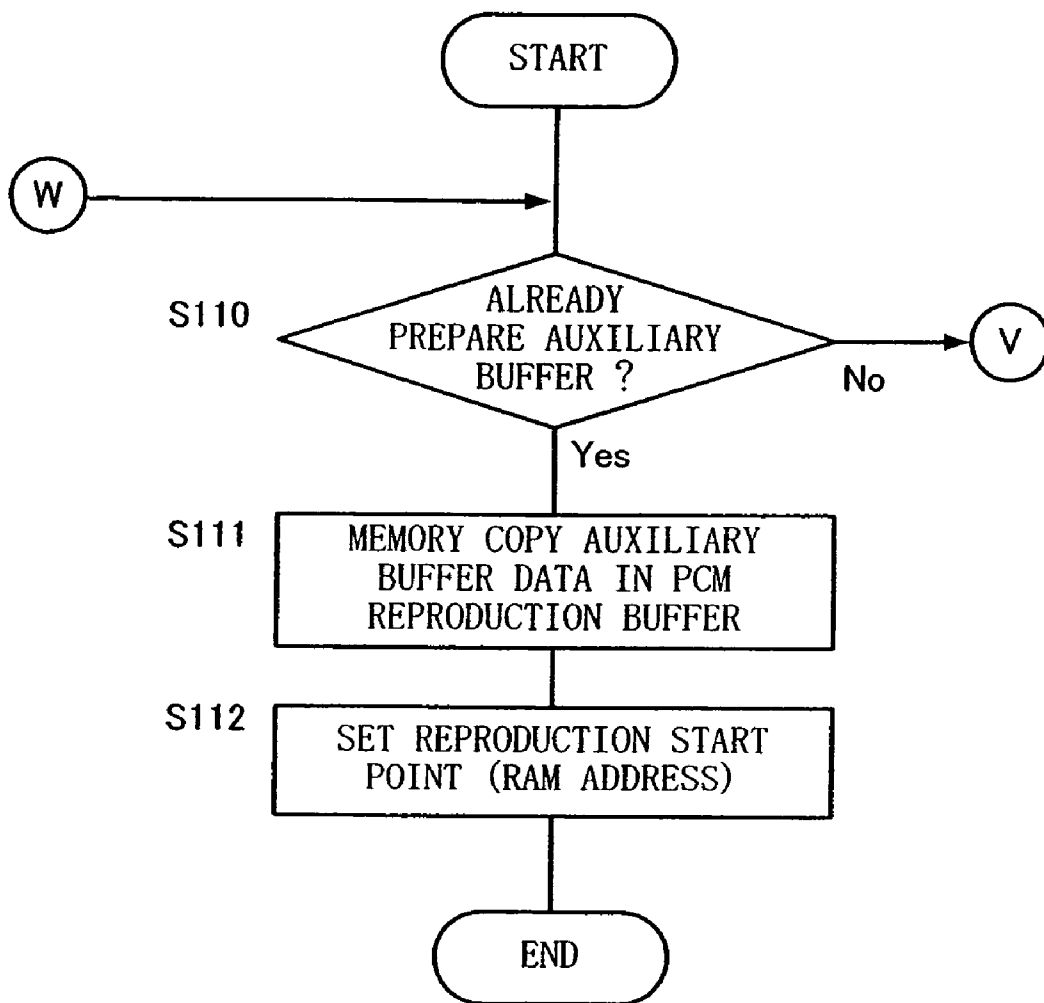 START
W
S110
ALREADY
PREPARE AUXILIARY
BUFFER ?
V
No
Yes
S111
MEMORY COPY AUXILIARY
BUFFER DATA IN PCM
REPRODUCTION BUFFER
S112
SET REPRODUCTION START
POINT (RAM ADDRESS)
END